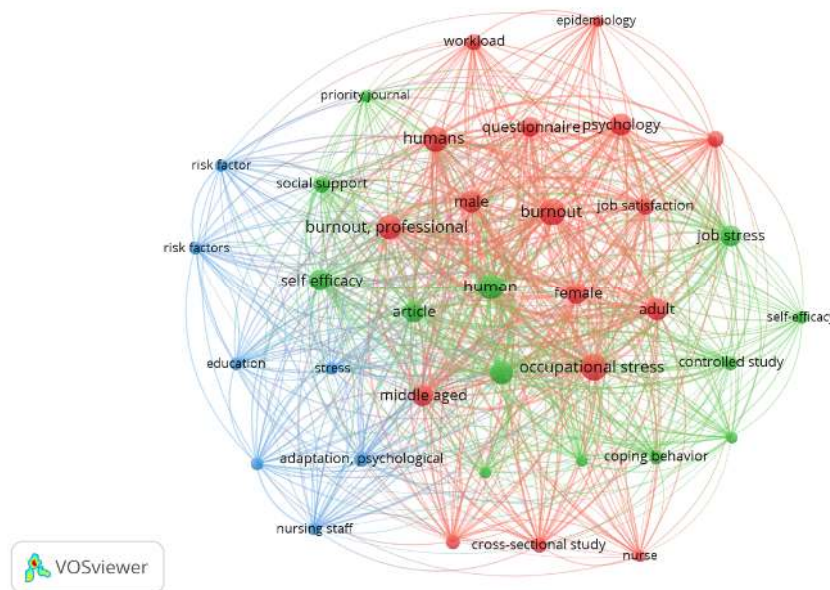 epidemiology
workload
priority journal
questionnaire
psychology
humans
risk factor
social support
male
burnout
job satisfaction
burnout, professional
job stress
risk factors
self efficacy
human
female
article
adult
self-efficacy
education
stress
occupational stress
controlled study
middle aged
adaptation, psychological
coping behavior
nursing staff
cross-sectional study
nurse
VOSviewer